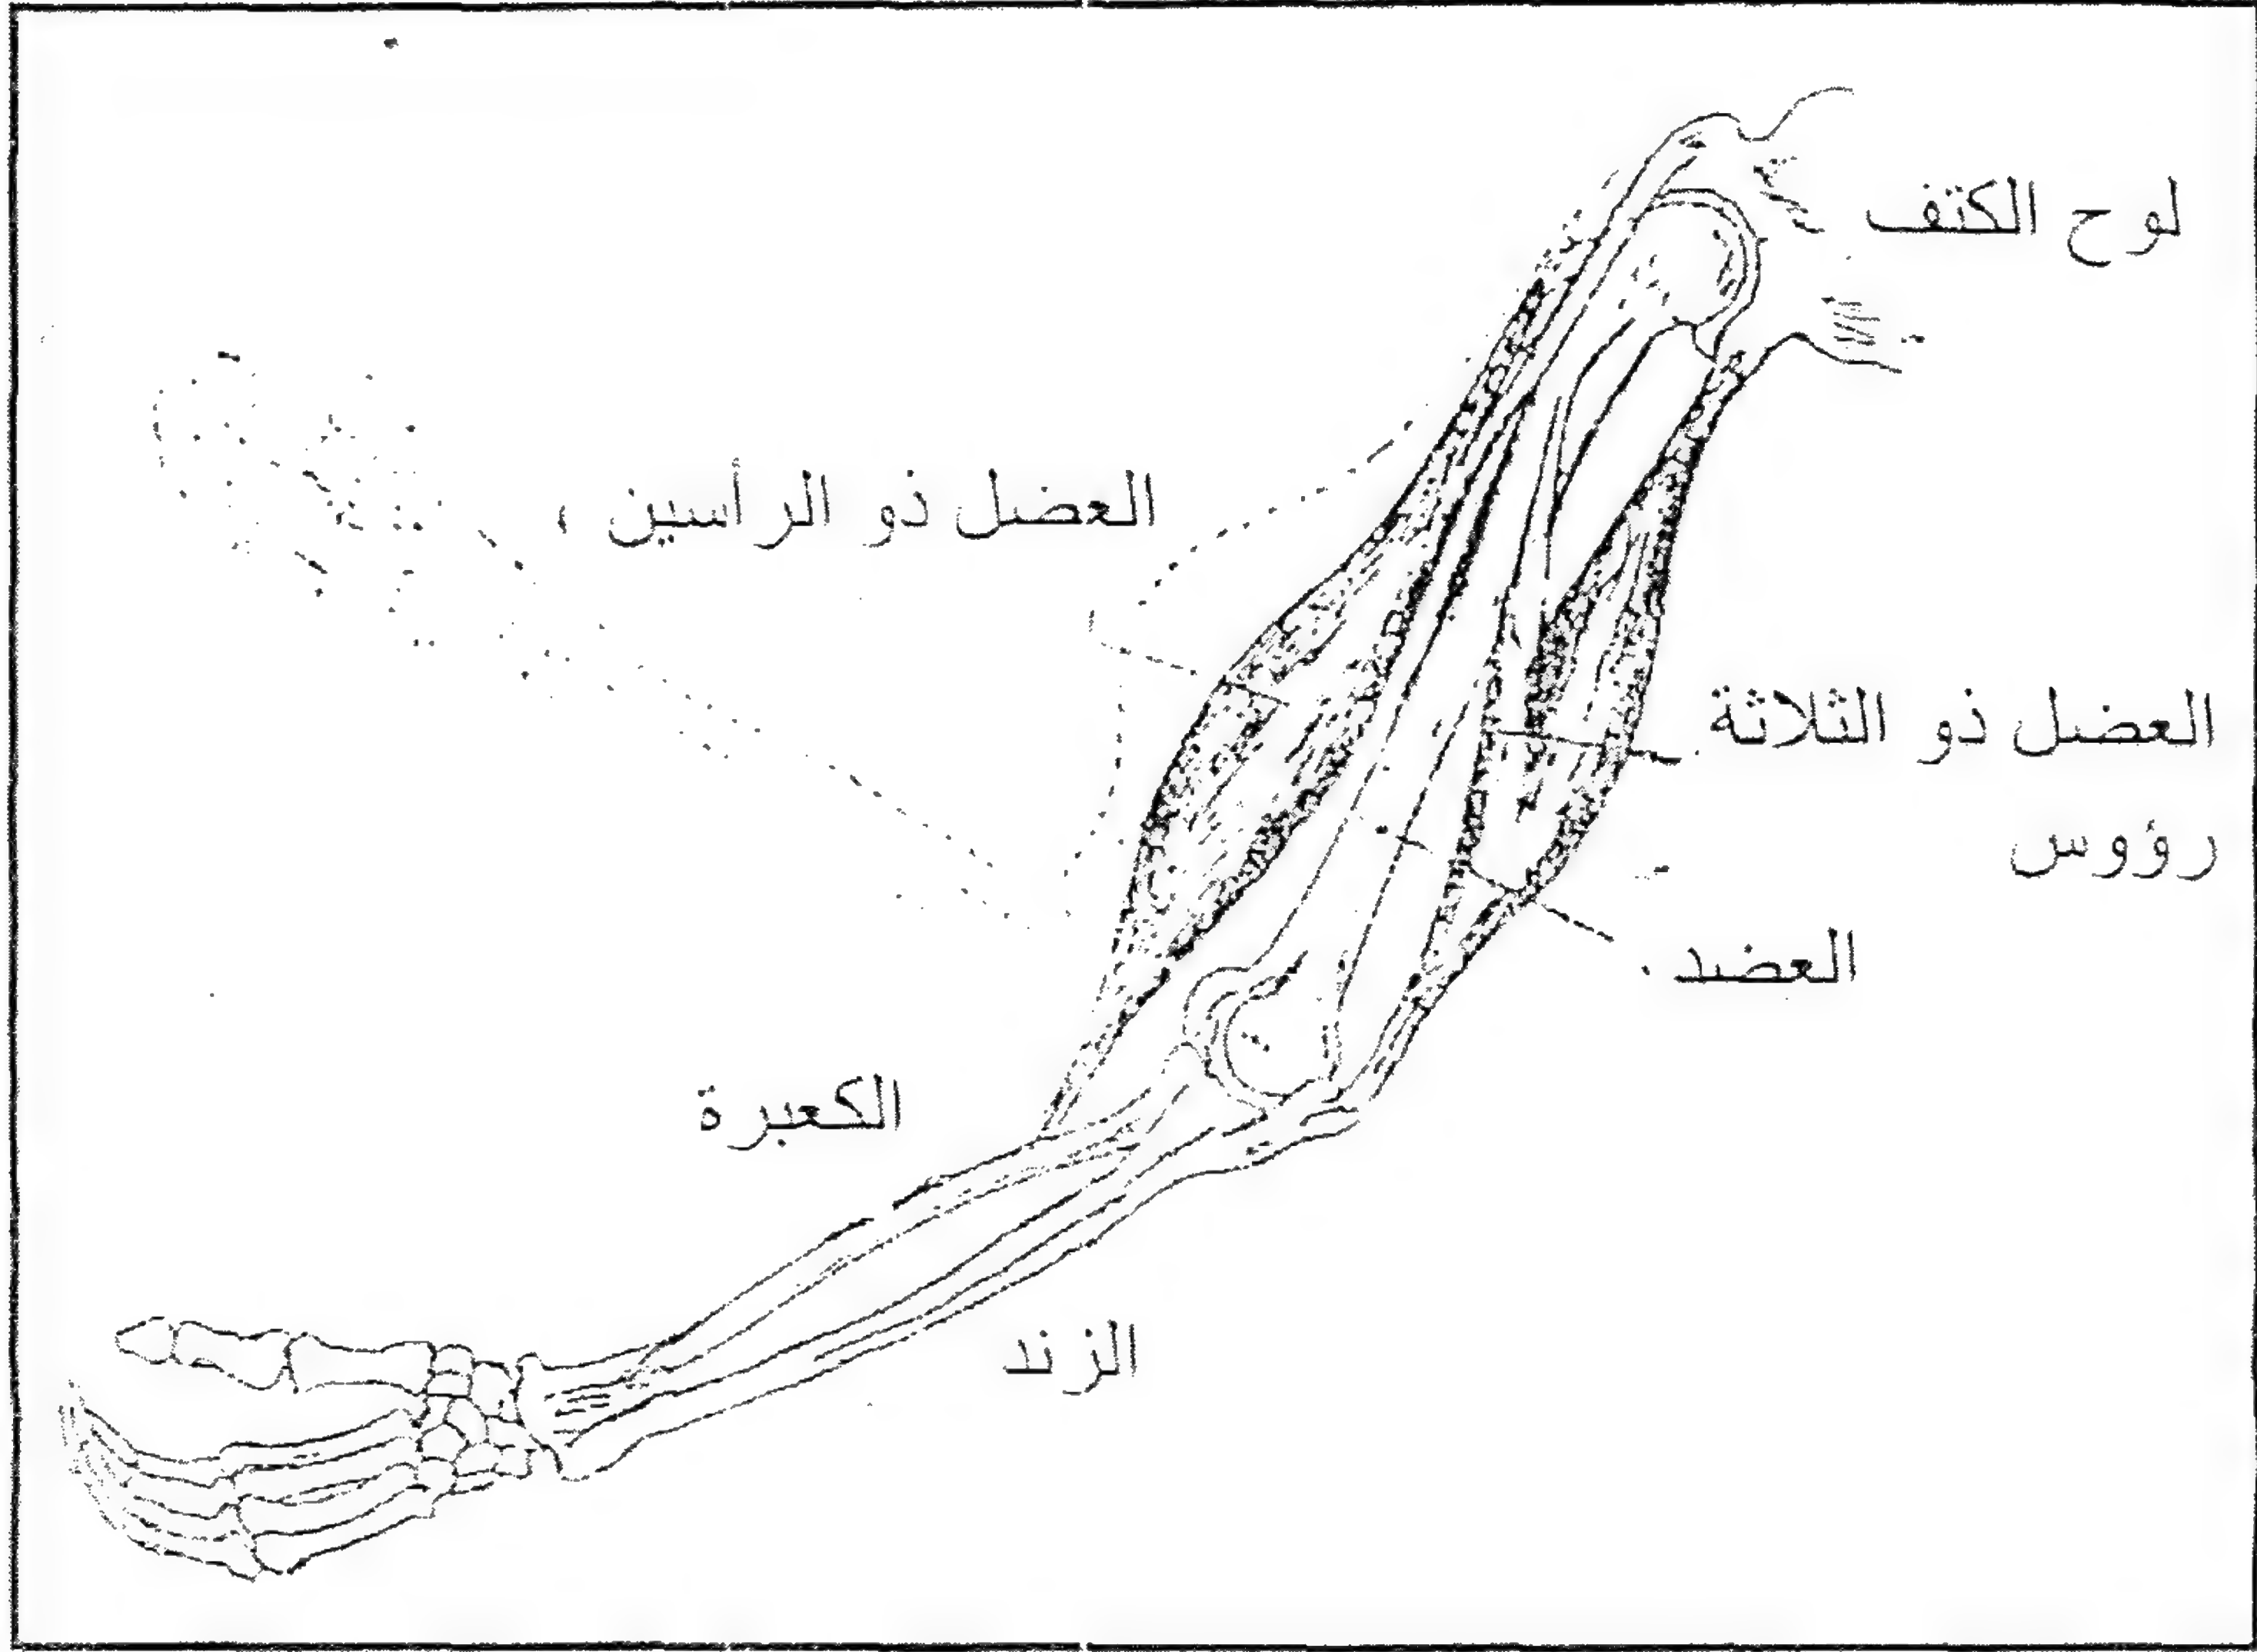 لوح الكتف
العضل ذو الرأسين
العضل ذو الثلاثة
رؤوس
العضد
الكعبرة
الزند